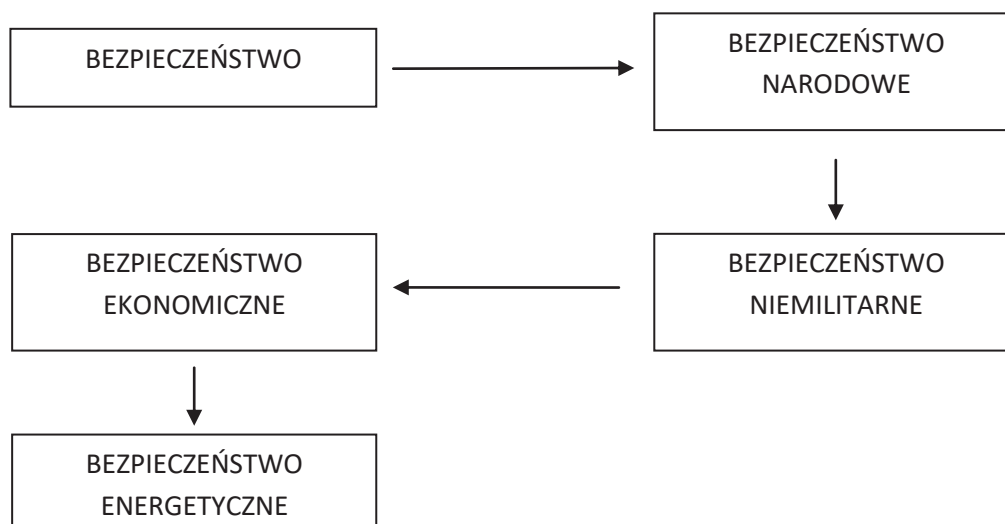 BEZPIECZEŃSTWO
BEZPIECZEŃSTWO
NARODOWE
BEZPIECZEŃSTWO
NIEMILITARNE
BEZPIECZEŃSTWO
EKONOMICZNE
BEZPIECZEŃSTWO
ENERGETYCZNE